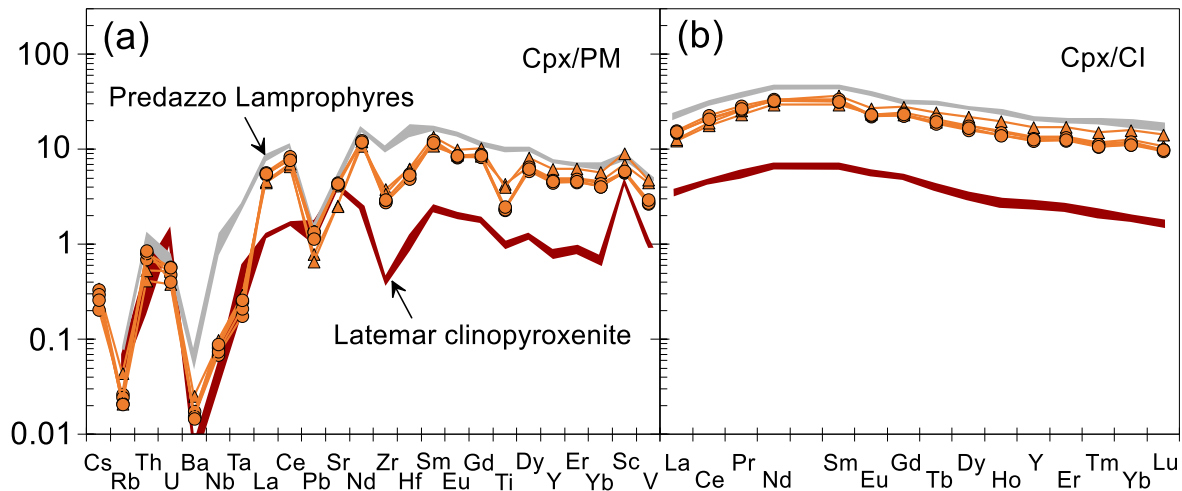 (a)
Cpx/PM
(b)
Cpx/CI
100
10
1
0.1
0.01
Predazzo Lamprophyres
Latemar clinopyroxenite
Cs Th Ba Ta Ce Sr Zr Sm Gd Dy Er Sc
Rb U Nb La Pb Nd Hf Eu Ti Y Yb V
La Pr Sm Gd Dy Y Tm Lu
Ce Nd Eu Tb Ho Er Yb